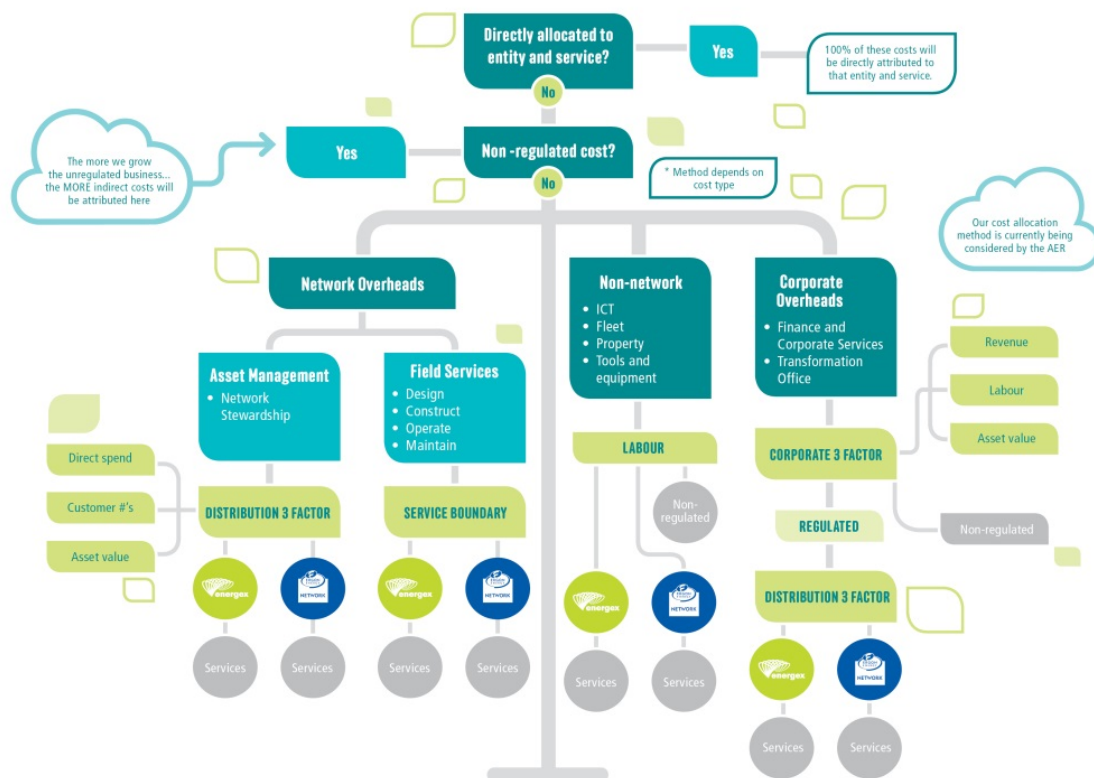 Directly allocated to
entity and service?
Yes
100% of these costs will
be directly attributed to
that entity and service.
No
The more we grow
the unregulated business...
the MORE indirect costs will
be attributed here
Yes
Non -regulated cost?
* Method depends on
cost type
No
Our cost allocation
method is currently being
considered by the AER
Network Overheads
Asset Management
• Network
Stewardship
Field Services
• Design
• Construct
• Operate
• Maintain
Non-network
• ICT
• Fleet
• Property
• Tools and
equipment
Corporate
Overheads
• Finance and
Corporate Services
• Transformation
Office
Revenue
Labour
Asset value
Direct spend
Customer #'s
Asset value
DISTRIBUTION 3 FACTOR
SERVICE BOUNDARY
LABOUR
Non-
regulated
CORPORATE 3 FACTOR
REGULATED
Non-regulated
DISTRIBUTION 3 FACTOR
energex
NETWORK
energex
NETWORK
energex
NETWORK
energex
NETWORK
Services
Services
Services
Services
Services
Services
Services
Services